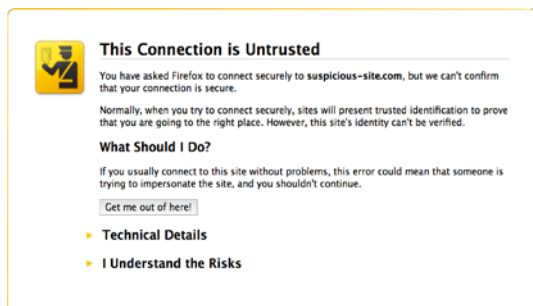 This Connection is Untrusted
You have asked Firefox to connect securely to suspicious-site.com, but we can't confirm
that your connection is secure.
Normally, when you try to connect securely, sites will present trusted identification to prove
that you are going to the right place. However, this site's identity can't be verified.
What Should I Do?
If you usually connect to this site without problems, this error could mean that someone is
trying to impersonate the site, and you shouldn't continue.
Get me out of here!
Technical Details
I Understand the Risks